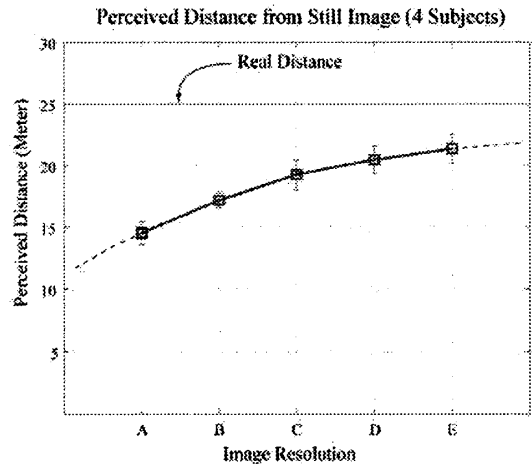 Perceived Distance from Still Image (4 Subjects)
30
Real Distance
25
20
15
10
5
Perceived Distance (Meter)
A B C D E
Image Resolution